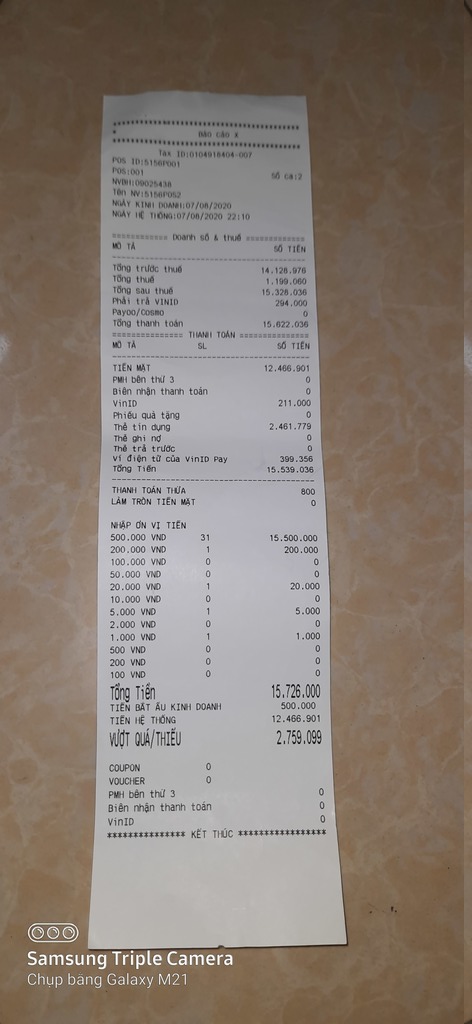 ********************************
*
Báo cáo X
********************************
Tax ID:0104918404-007
POS ID:5156P001
POS:001 Số ca:2
NVBH:09025438
Tên NV:5156POS2
NGÀY KINH DOANH:07/08/2020
NGÀY HỆ THỐNG:07/08/2020 22:10
============ Doanh số & thuế ============
MÔ TẢ SỐ TIỀN
Tổng trước thuế 14.128.976
Tổng thuế 1.199.060
Tổng sau thuế 15.328.036
Phải trả VINID 294.000
Payoo/Cosmo 0
Tổng thanh toán 15.622.036
=============== THANH TOÁN ===============
MÔ TẢ SL SỐ TIỀN
TIỀN MẶT 12.466.901
PMH bên thứ 3 0
Biên nhận thanh toán 0
VinID 211.000
Phiếu quà tặng 0
Thẻ tín dụng 2.461.779
Thẻ ghi nợ 0
Thẻ trả trước 0
Ví điện tử của VinID Pay 399.356
Tổng Tiền 15.539.036
THANH TOÁN THỪA 800
LÀM TRÒN TIỀN MẶT 0
NHẬP ƠN VỊ TIỀN
500.000 VND 31 15.500.000
200.000 VND 1 200.000
100.000 VND 0 0
50.000 VND 0 0
20.000 VND 1 20.000
10.000 VND 0 0
5.000 VND 1 5.000
2.000 VND 0 0
1.000 VND 1 1.000
500 VND 0 0
200 VND 0 0
100 VND 0 0
Tổng Tiền 15.726.000
TIỀN BẮT ẦU KINH DOANH 500.000
TIỀN HỆ THỐNG 12.466.901
VƯỢT QUÁ/THIẾU 2.759.099
COUPON 0
VOUCHER 0
PMH bên thứ 3 0
Biên nhận thanh toán 0
VinID 0
*************** KẾT THÚC *****************
Samsung Triple Camera
Chụp bằng Galaxy M21